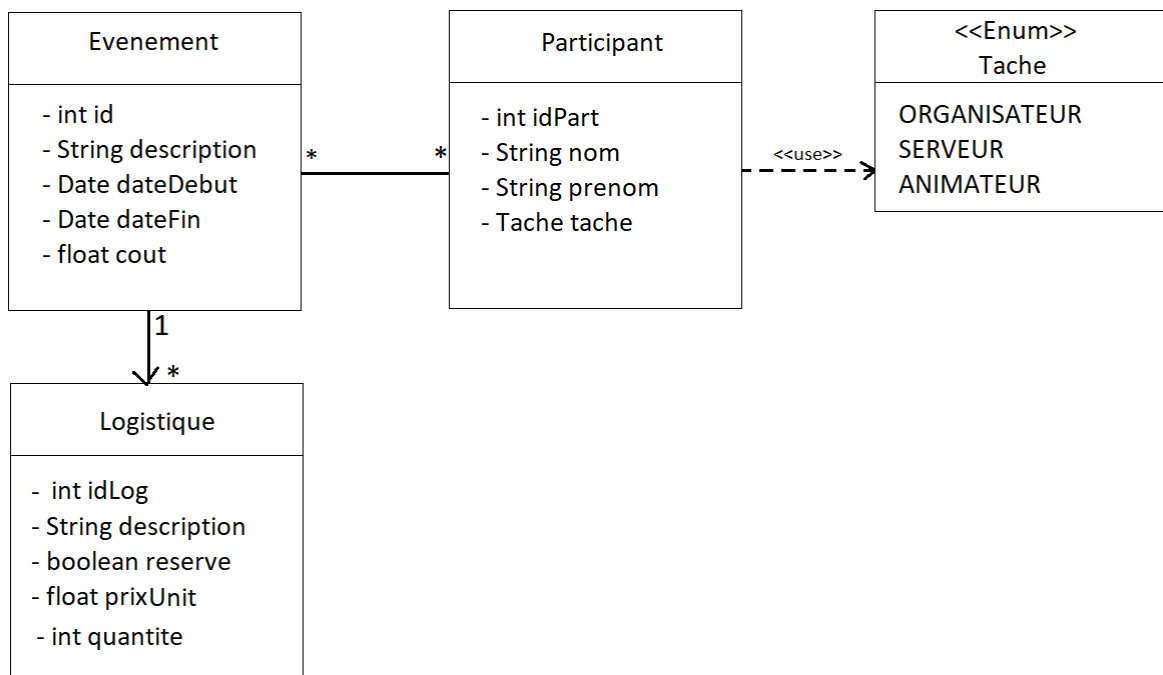 Evenement
- int id
- String description
- Date dateDebut
- Date dateFin
- float cout
*
*
Participant
- int idPart
- String nom
- String prenom
- Tache tache
<<use>>
<<Enum>>
Tache
ORGANISATEUR
SERVEUR
ANIMATEUR
1
*
Logistique
- int idLog
- String description
- boolean reserve
- float prixUnit
- int quantite